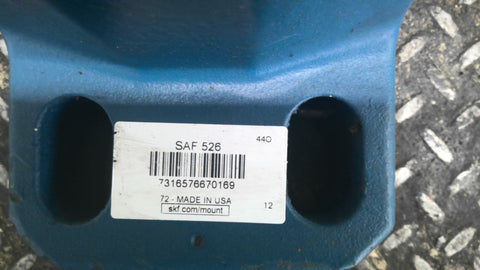 44D
SAF 526
7316576670169
72 - MADE IN USA
skf.com/mount
12